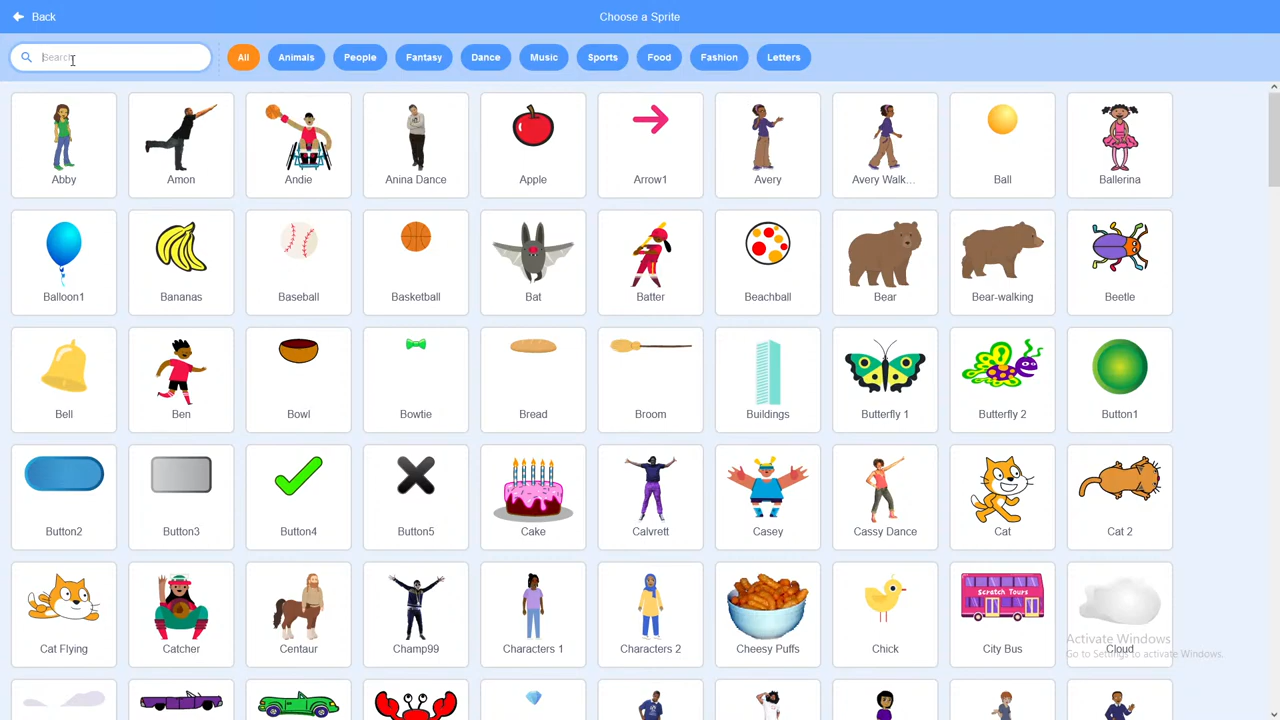 Back
Choose a Sprite
Search
All
Animals
People
Fantasy
Dance
Music
Sports
Food
Fashion
Letters
Abby
Amon
Andie
Anina Dance
Apple
Arrow1
Avery
Avery Walk...
Ball
Ballerina
Balloon1
Bananas
Baseball
Basketball
Bat
Batter
Beachball
Bear
Bear-walking
Beetle
Bell
Ben
Bowl
Bowtie
Bread
Broom
Buildings
Butterfly 1
Butterfly 2
Button1
Button2
Button3
Button4
Button5
Cake
Calvrett
Casey
Cassy Dance
Cat
Cat 2
Cat Flying
Catcher
Centaur
Champ99
Characters 1
Characters 2
Cheesy Puffs
Chick
Scratch Tours
City Bus
Cloud
Activate Windows
Go to Settings to activate Windows.